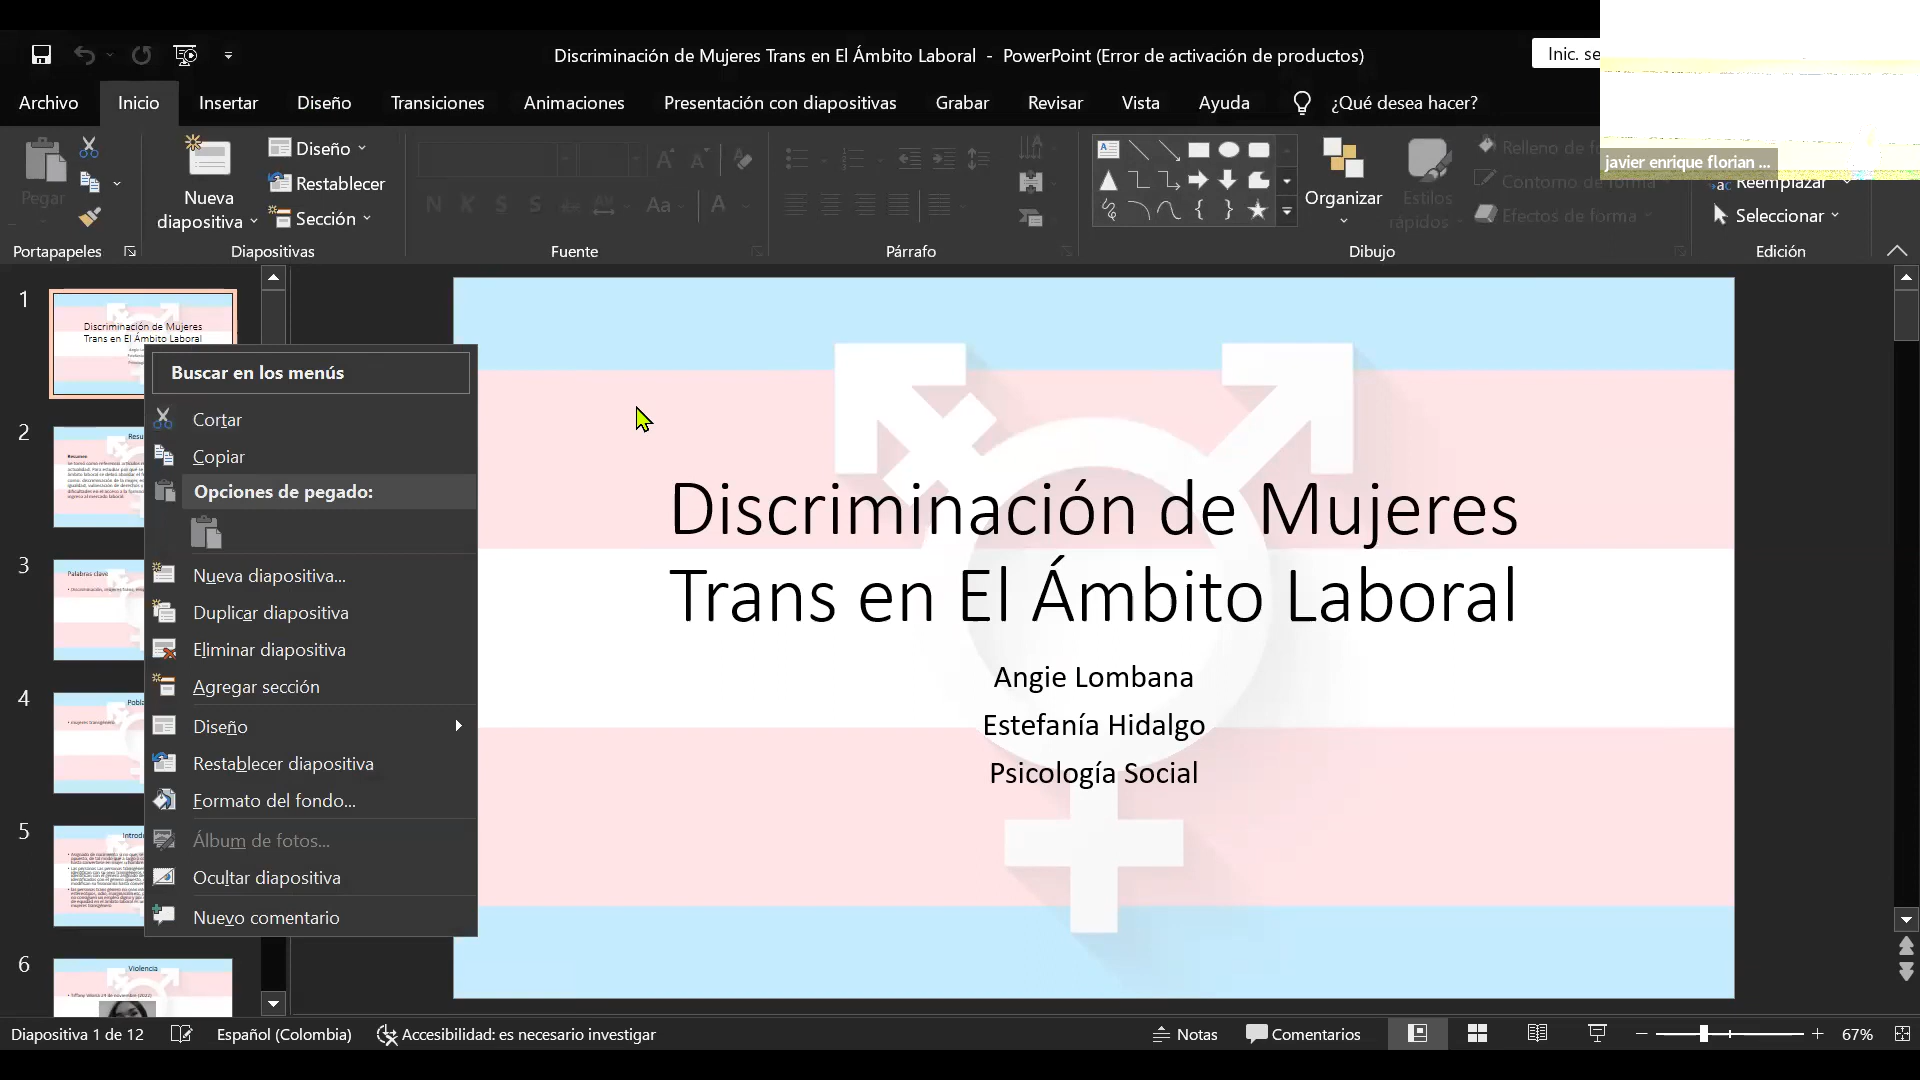 Discriminación de Mujeres Trans en El Ámbito Laboral - PowerPoint (Error de activación de productos)
Inic. se
Archivo
Inicio
Insertar
Diseño
Transiciones
Animaciones
Presentación con diapositivas
Grabar
Revisar
Vista
Ayuda
¿Qué desea hacer?
javier enrique florian ...
Pegar
Nueva
diapositiva
Diseño
Restablecer
Sección
N K S S
Aa
A
Organizar
Estilos
rápidos
Relleno de f
Contorno de forma
Efectos de forma
Reemplazar
Seleccionar
Portapapeles
Diapositivas
Fuente
Párrafo
Dibujo
Edición
1
Discriminación de Mujeres
Trans en El Ámbito Laboral
2
Resu
Resumen
3
Palabras clave
4
Pobla
• mujeres transgénero
5
Introdu
6
Violencia
Buscar en los menús
Cortar
Copiar
Opciones de pegado:
Nueva diapositiva...
Duplicar diapositiva
Eliminar diapositiva
Agregar sección
Diseño
Restablecer diapositiva
Formato del fondo...
Álbum de fotos...
Ocultar diapositiva
Nuevo comentario
Discriminación de Mujeres
Trans en El Ámbito Laboral
Angie Lombana
Estefanía Hidalgo
Psicología Social
Diapositiva 1 de 12
Español (Colombia)
Accesibilidad: es necesario investigar
Notas
Comentarios
67%